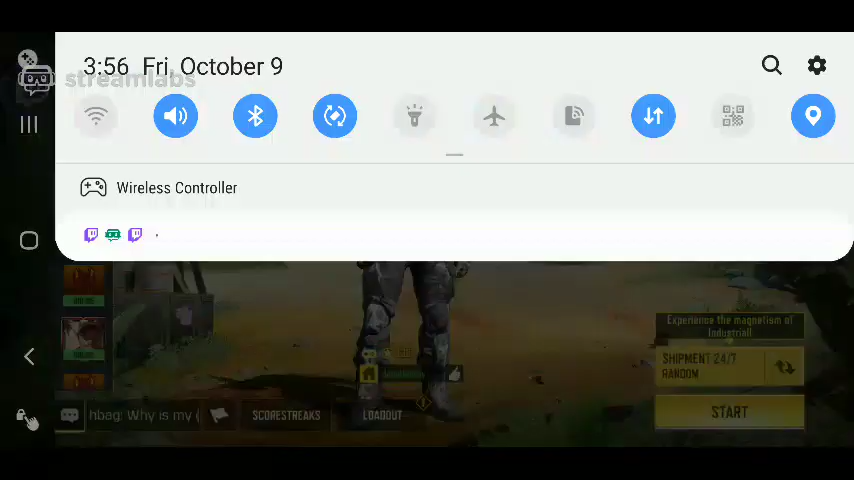 3:56 Fri, October 9
streamlabs
Wireless Controller
Experience the magnetism of
Industrial!
SHIPMENT 24/7
RANDOM
hbag! Why is my (
SCORESTREAKS
LOADOUT
START